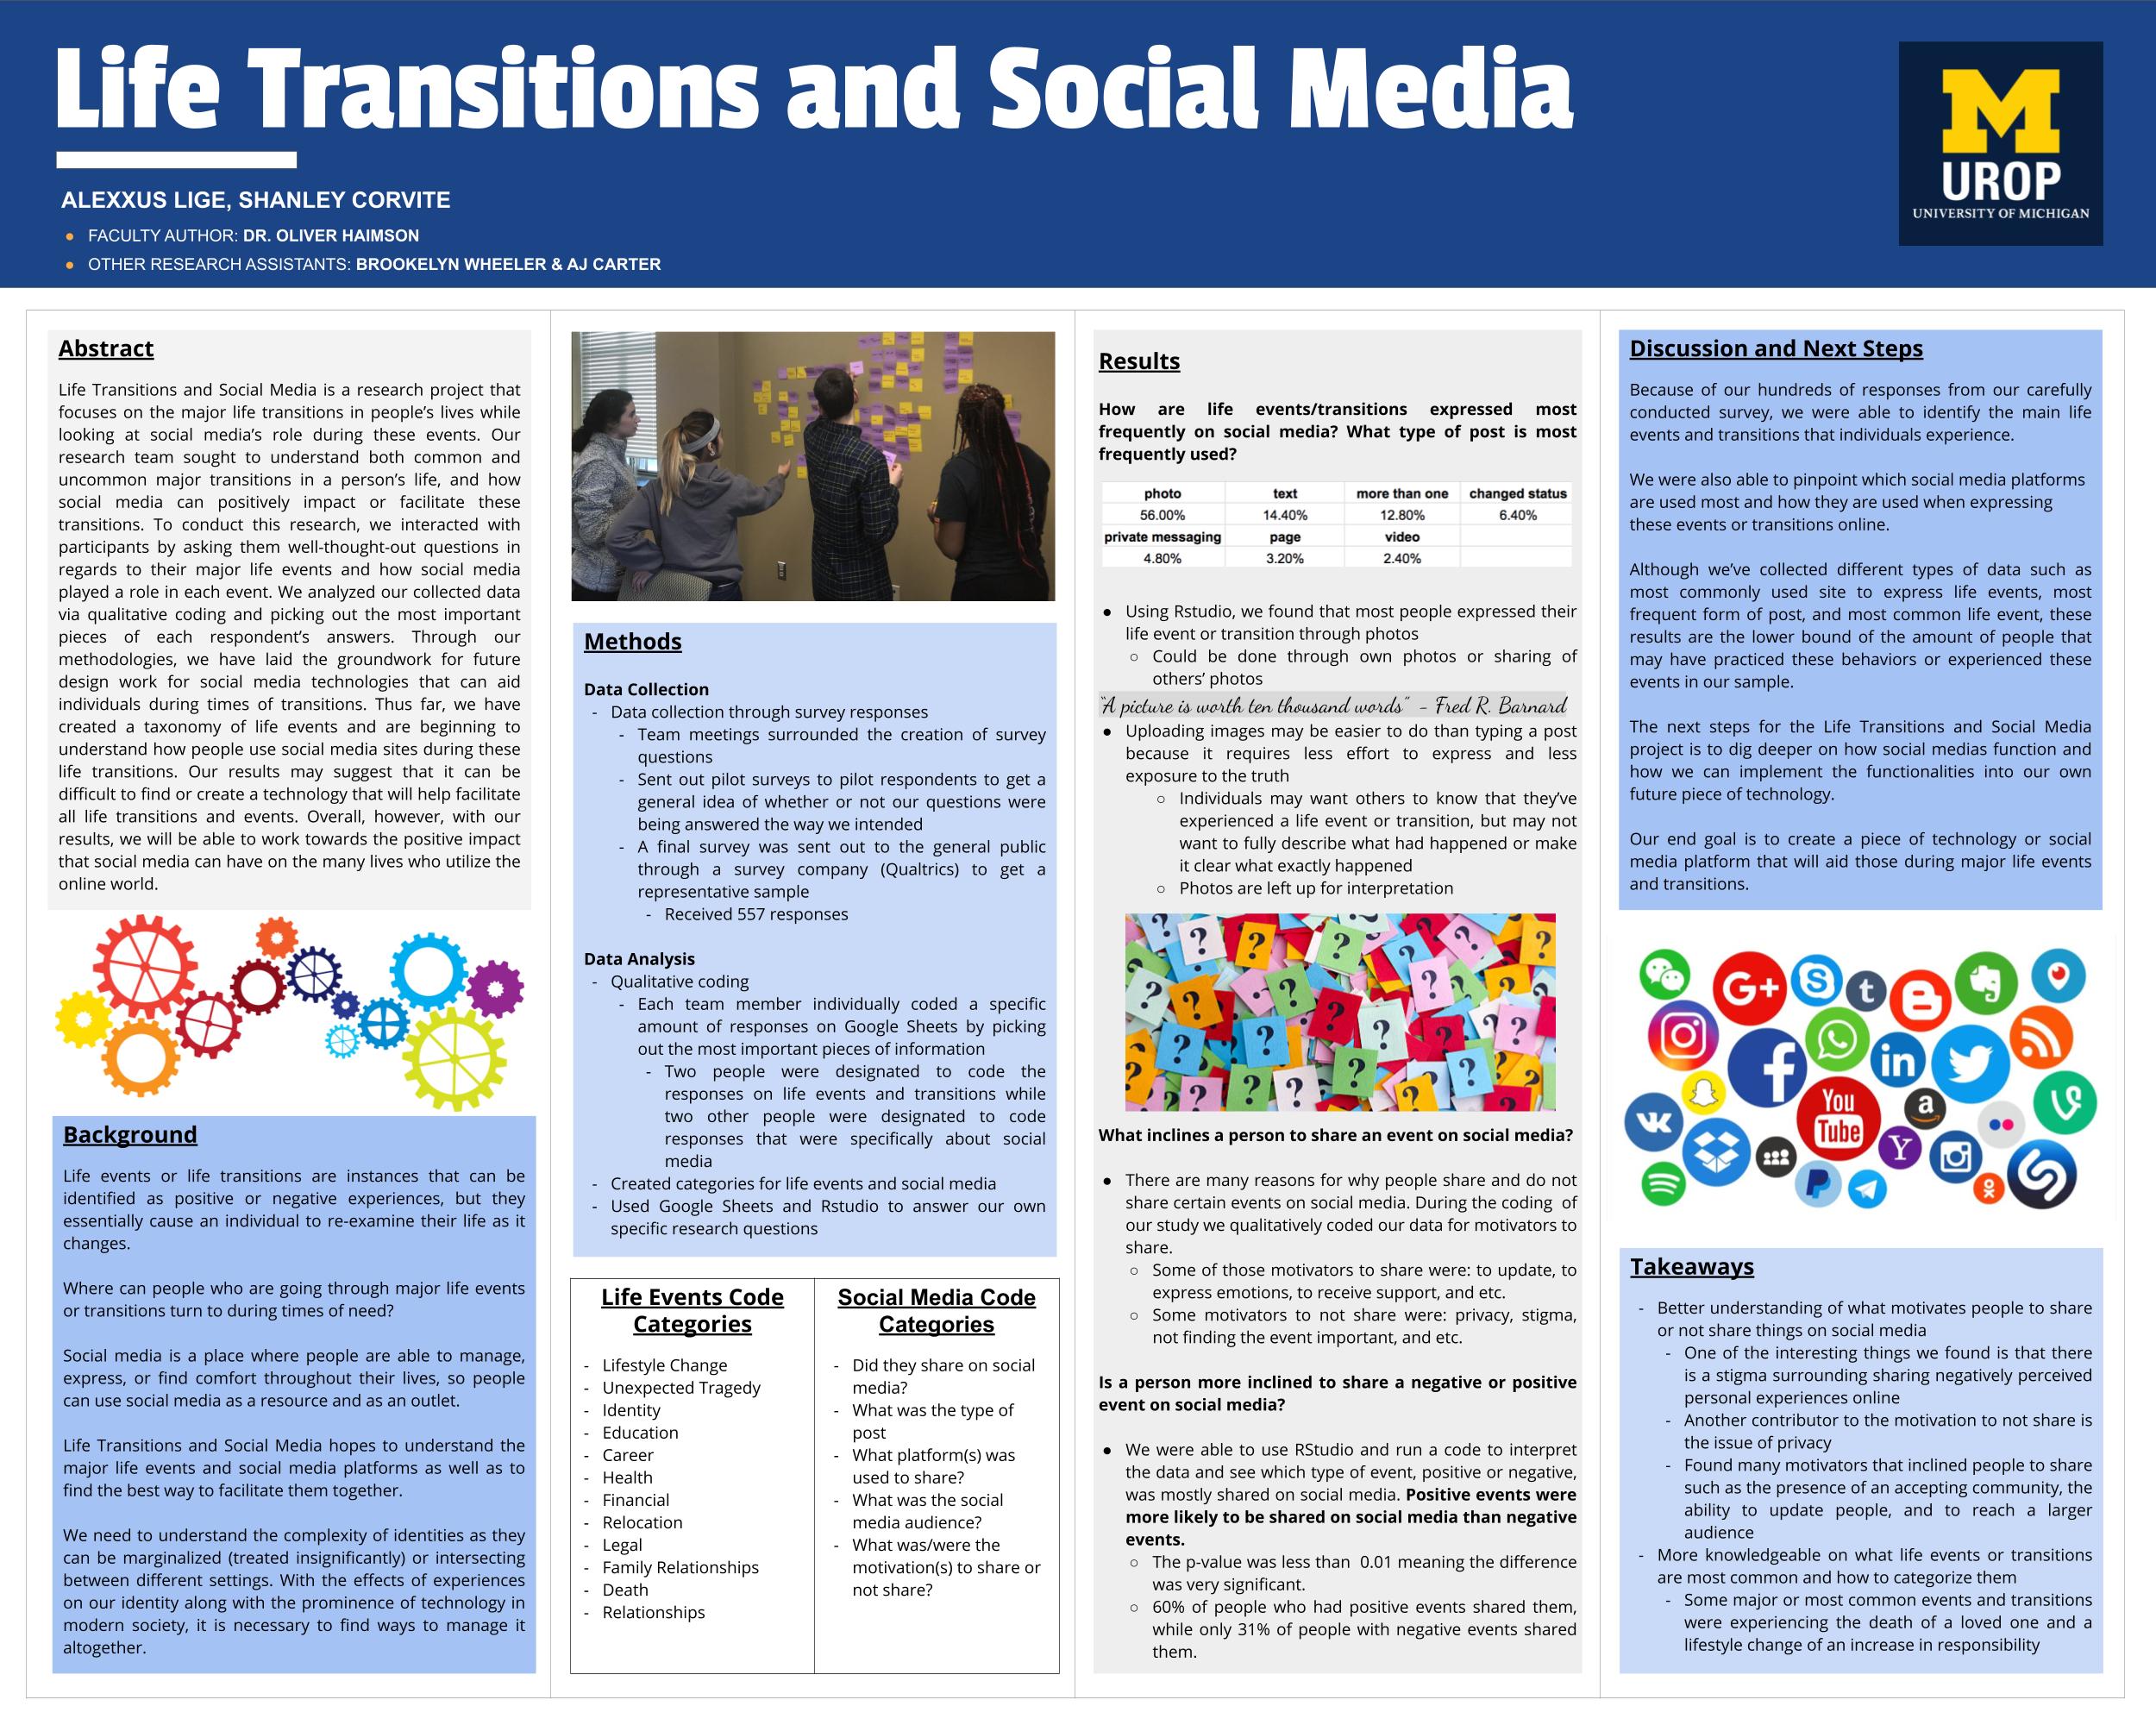 Life Transitions and Social Media
ALEXXUS LIGE, SHANLEY CORVITE
● FACULTY AUTHOR: DR. OLIVER HAIMSON
● OTHER RESEARCH ASSISTANTS: BROOKELYN WHEELER & AJ CARTER
M
UROP
UNIVERSITY OF MICHIGAN
Abstract
Life Transitions and Social Media is a research project that
focuses on the major life transitions in people's lives while
looking at social media's role during these events. Our
research team sought to understand both common and
uncommon major transitions in a person's life, and how
social media can positively impact or facilitate these
transitions. To conduct this research, we interacted with
participants by asking them well-thought-out questions in
regards to their major life events and how social media
played a role in each event. We analyzed our collected data
via qualitative coding and picking out the most important
pieces of each respondent's answers. Through our
methodologies, we have laid the groundwork for future
design work for social media technologies that can aid
individuals during times of transitions. Thus far, we have
created a taxonomy of life events and are beginning to
understand how people use social media sites during these
life transitions. Our results may suggest that it can be
difficult to find or create a technology that will help facilitate
all life transitions and events. Overall, however, with our
results, we will be able to work towards the positive impact
that social media can have on the many lives who utilize the
online world.
Background
Life events or life transitions are instances that can be
identified as positive or negative experiences, but they
essentially cause an individual to re-examine their life as it
changes.
Where can people who are going through major life events
or transitions turn to during times of need?
Social media is a place where people are able to manage,
express, or find comfort throughout their lives, so people
can use social media as a resource and as an outlet.
Life Transitions and Social Media hopes to understand the
major life events and social media platforms as well as to
find the best way to facilitate them together.
We need to understand the complexity of identities as they
can be marginalized (treated insignificantly) or intersecting
between different settings. With the effects of experiences
on our identity along with the prominence of technology in
modern society, it is necessary to find ways to manage it
altogether.
Methods
Data Collection
- Data collection through survey responses
- Team meetings surrounded the creation of survey
questions
- Sent out pilot surveys to pilot respondents to get a
general idea of whether or not our questions were
being answered the way we intended
- A final survey was sent out to the general public
through a survey company (Qualtrics) to get a
representative sample
- Received 557 responses
Data Analysis
- Qualitative coding
- Each team member individually coded a specific
amount of responses on Google Sheets by picking
out the most important pieces of information
- Two people were designated to code the
responses on life events and transitions while
two other people were designated to code
responses that were specifically about social
media
- Created categories for life events and social media
- Used Google Sheets and Rstudio to answer our own
specific research questions
Life Events Code
Categories
- Lifestyle Change
- Unexpected Tragedy
- Identity
- Education
- Career
- Health
- Financial
- Relocation
- Legal
- Family Relationships
- Death
- Relationships
Social Media Code
Categories
- Did they share on social
media?
- What was the type of
post
- What platform(s) was
used to share?
- What was the social
media audience?
- What was/were the
motivation(s) to share or
not share?
Results
How are life events/transitions expressed most
frequently on social media? What type of post is most
frequently used?
photo text more than one changed status
56.00% 14.40% 12.80% 6.40%
private messaging page video
4.80% 3.20% 2.40%
● Using Rstudio, we found that most people expressed their
life event or transition through photos
○ Could be done through own photos or sharing of
others' photos
"A picture is worth ten thousand words" - Fred R. Barnard
● Uploading images may be easier to do than typing a post
because it requires less effort to express and less
exposure to the truth
○ Individuals may want others to know that they've
experienced a life event or transition, but may not
want to fully describe what had happened or make
it clear what exactly happened
○ Photos are left up for interpretation
What inclines a person to share an event on social media?
● There are many reasons for why people share and do not
share certain events on social media. During the coding of
our study we qualitatively coded our data for motivators to
share.
○ Some of those motivators to share were: to update, to
express emotions, to receive support, and etc.
○ Some motivators to not share were: privacy, stigma,
not finding the event important, and etc.
Is a person more inclined to share a negative or positive
event on social media?
● We were able to use RStudio and run a code to interpret
the data and see which type of event, positive or negative,
was mostly shared on social media. Positive events were
more likely to be shared on social media than negative
events.
○ The p-value was less than 0.01 meaning the difference
was very significant.
○ 60% of people who had positive events shared them,
while only 31% of people with negative events shared
them.
Discussion and Next Steps
Because of our hundreds of responses from our carefully
conducted survey, we were able to identify the main life
events and transitions that individuals experience.
We were also able to pinpoint which social media platforms
are used most and how they are used when expressing
these events or transitions online.
Although we've collected different types of data such as
most commonly used site to express life events, most
frequent form of post, and most common life event, these
results are the lower bound of the amount of people that
may have practiced these behaviors or experienced these
events in our sample.
The next steps for the Life Transitions and Social Media
project is to dig deeper on how social medias function and
how we can implement the functionalities into our own
future piece of technology.
Our end goal is to create a piece of technology or social
media platform that will aid those during major life events
and transitions.
G+
S
t
f
in
You
Tube
a
Y
Takeaways
- Better understanding of what motivates people to share
or not share things on social media
- One of the interesting things we found is that there
is a stigma surrounding sharing negatively perceived
personal experiences online
- Another contributor to the motivation to not share is
the issue of privacy
- Found many motivators that inclined people to share
such as the presence of an accepting community, the
ability to update people, and to reach a larger
audience
- More knowledgeable on what life events or transitions
are most common and how to categorize them
- Some major or most common events and transitions
were experiencing the death of a loved one and a
lifestyle change of an increase in responsibility